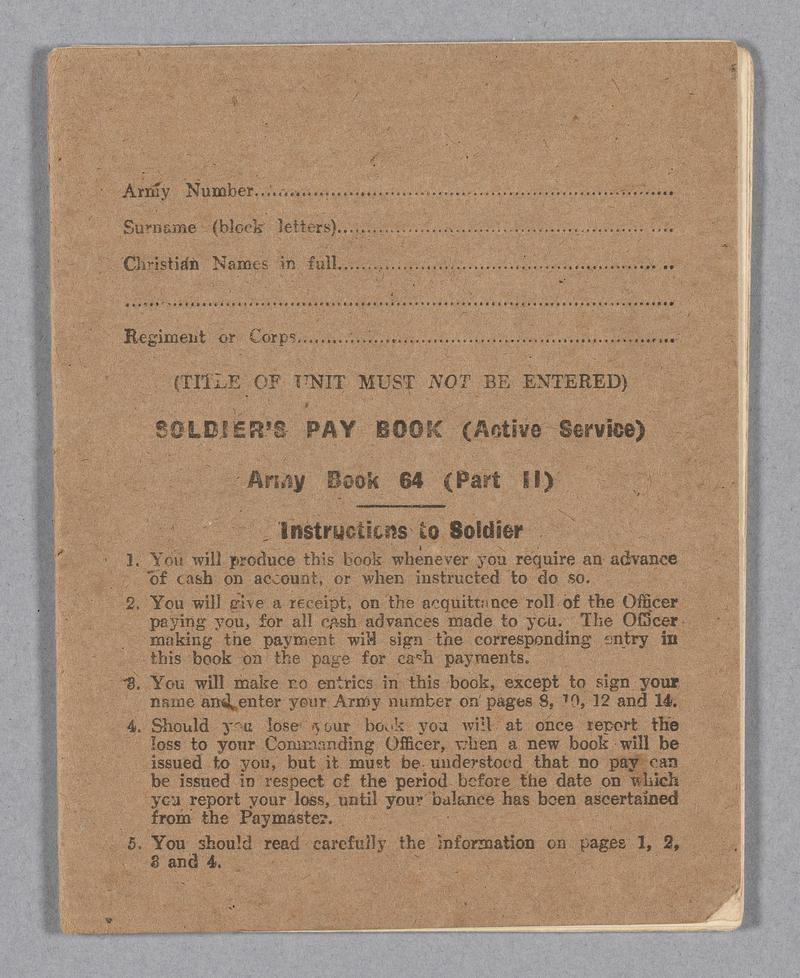 Army Number..............................
Surname (block letters)..............................
Christian Names in full..............................
..............................
Regiment or Corps..............................
(TITLE OF UNIT MUST NOT BE ENTERED)
SOLDIER'S PAY BOOK (Active Service)
Army Book 64 (Part II)
Instructions to Soldier
1. You will produce this book whenever you require an advance
of cash on account, or when instructed to do so.
2. You will give a receipt, on the acquittance roll of the Officer
paying you, for all cash advances made to you. The Officer
making the payment will sign the corresponding entry in
this book on the page for cash payments.
3. You will make no entries in this book, except to sign your
name and enter your Army number on pages 8, 10, 12 and 14.
4. Should you lose your book you will at once report the
loss to your Commanding Officer, when a new book will be
issued to you, but it must be understood that no pay can
be issued in respect of the period before the date on which
you report your loss, until your balance has been ascertained
from the Paymaster.
5. You should read carefully the information on pages 1, 2,
3 and 4.